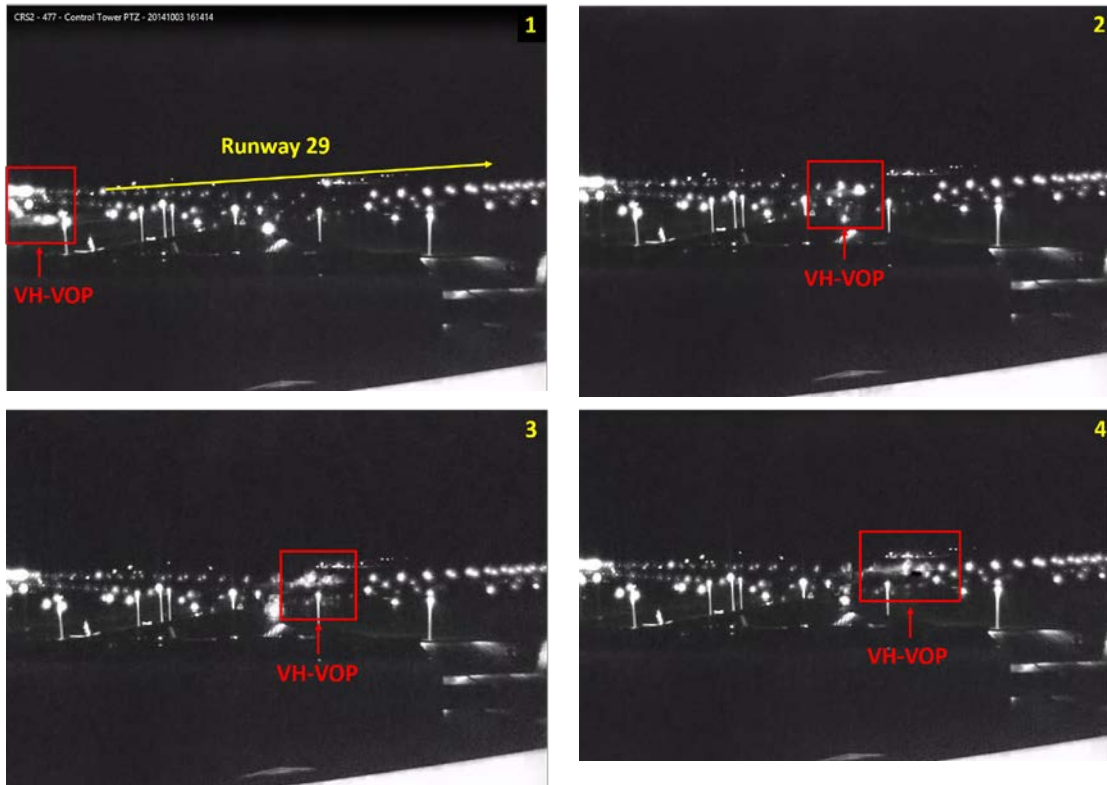 CRS2 - 477 - Control Tower PTZ - 20141003 161414
1
Runway 29
VH-VOP
2
VH-VOP
3
VH-VOP
4
VH-VOP